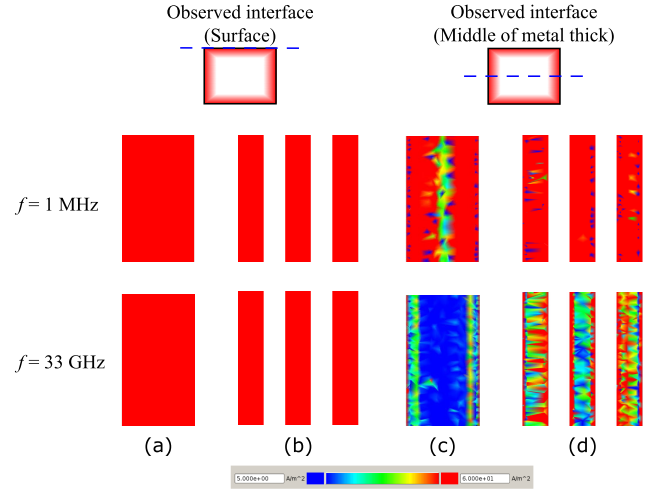 Observed interface
(Surface)
Observed interface
(Middle of metal thick)
f = 1 MHz
f = 33 GHz
(a)
(b)
(c)
(d)
5.000e+00 A/m^2
6.000e+01 A/m^2